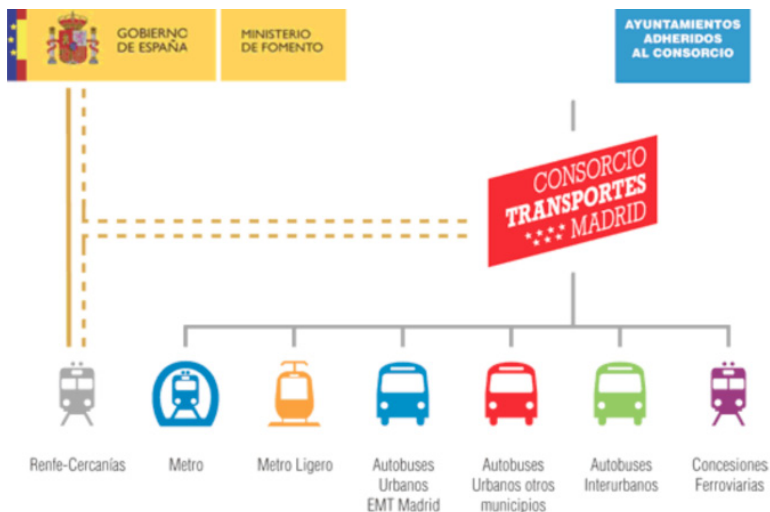 GOBIERNO
DE ESPAÑA
MINISTERIO
DE FOMENTO
AYUNTAMIENTOS
ADHERIDOS
AL CONSORCIO
CONSORCIO
TRANSPORTES
MADRID
Renfe-Cercanías
Metro
Metro Ligero
Autobuses
Urbanos
EMT Madrid
Autobuses
Urbanos otros
municipios
Autobuses
Interurbanos
Concesiones
Ferroviarias